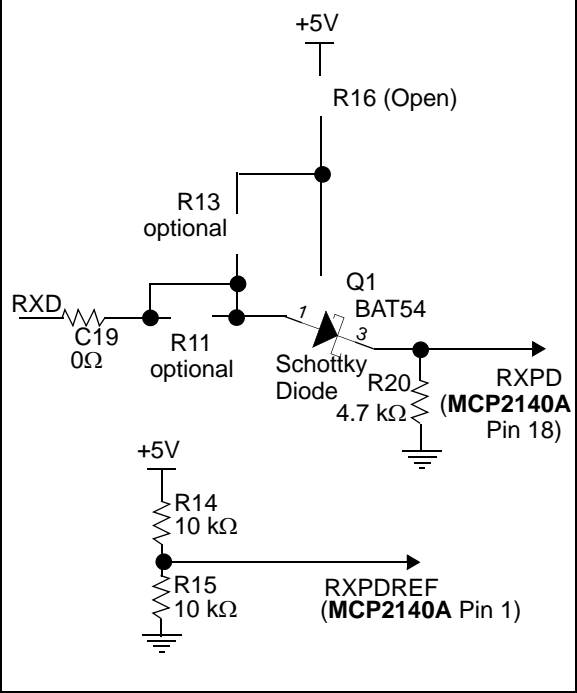 +5V
R16 (Open)
R13
optional
Q1
BAT54
RXD
1
3
C19
0Ω
R11
optional
Schottky
Diode
R20
4.7 kΩ
RXPD
(MCP2140A
Pin 18)
+5V
R14
10 kΩ
R15
10 kΩ
RXPDREF
(MCP2140A Pin 1)